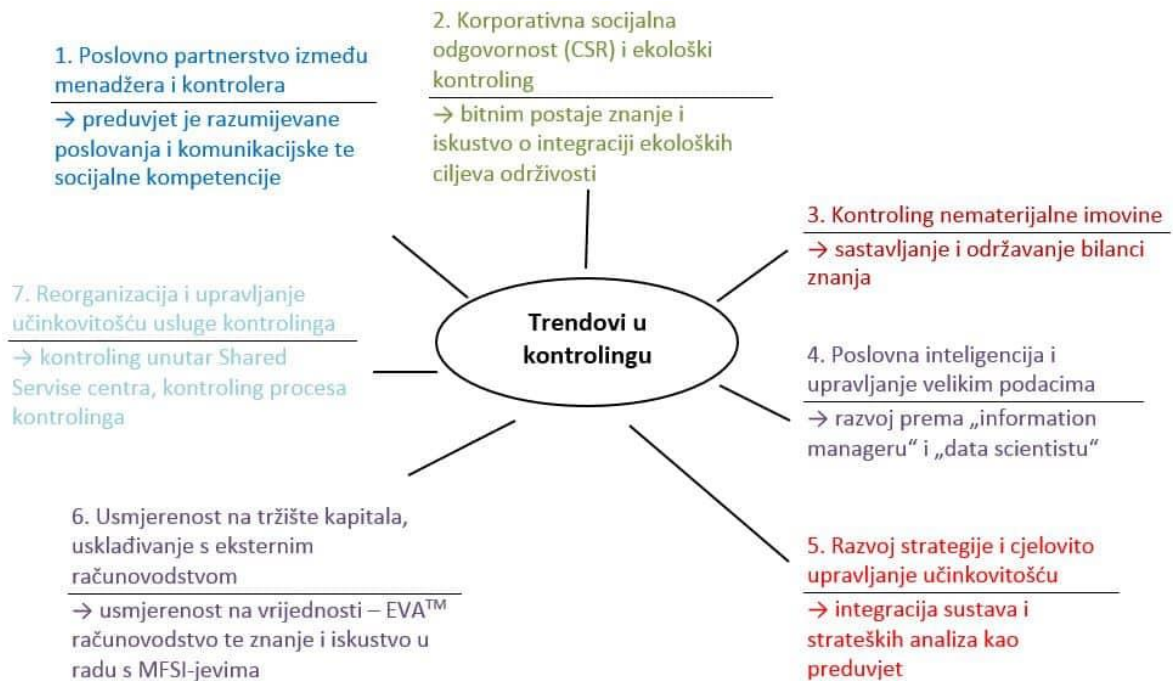 1. Poslovno partnerstvo između
menadžera i kontrolera
→ preduvjet je razumijevane
poslovanja i komunikacijske te
socijalne kompetencije
2. Korporativna socijalna
odgovornost (CSR) i ekološki
kontroling
→ bitnim postaje znanje i
iskustvo o integraciji ekoloških
ciljeva održivosti
3. Kontroling nematerijalne imovine
→ sastavljanje i održavanje bilanci
znanja
Trendovi u
kontrolingu
4. Poslovna inteligencija i
upravljanje velikim podacima
→ razvoj prema „information
manageru“ i „data scientistu“
5. Razvoj strategije i cjelovito
upravljanje učinkovitošću
→ integracija sustava i
strateških analiza kao
preduvjet
6. Usmjerenost na tržište kapitala,
usklađivanje s eksternim
računovodstvom
→ usmjerenost na vrijednosti – EVA™
računovodstvo te znanje i iskustvo u
radu s MFSI-jevima
7. Reorganizacija i upravljanje
učinkovitošću usluge kontrolinga
→ kontroling unutar Shared
Servise centra, kontroling procesa
kontrolinga